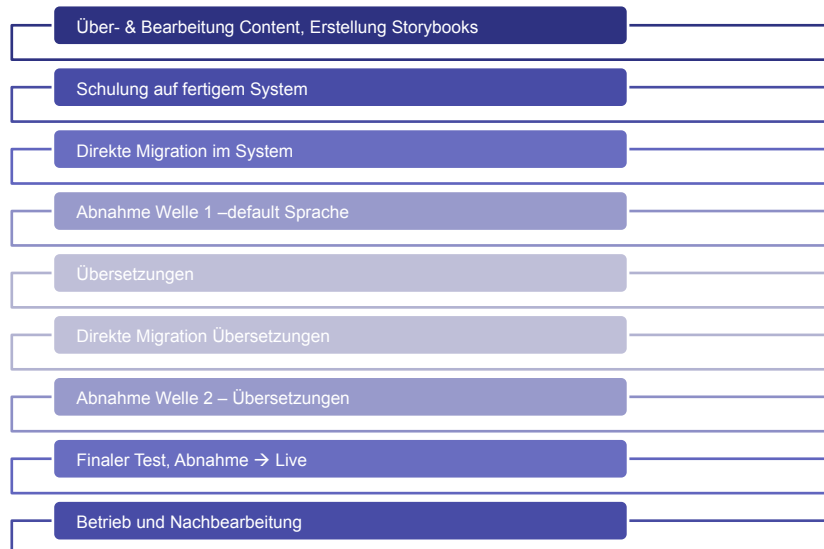 Über- & Bearbeitung Content, Erstellung Storybooks
Schulung auf fertigem System
Direkte Migration im System
Abnahme Welle 1 –default Sprache
Übersetzungen
Direkte Migration Übersetzungen
Abnahme Welle 2 – Übersetzungen
Finaler Test, Abnahme → Live
Betrieb und Nachbearbeitung